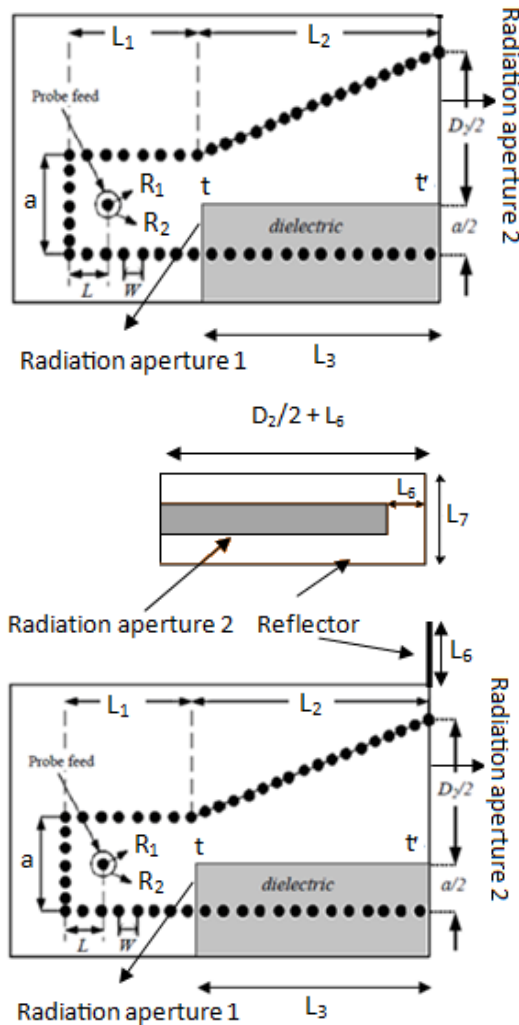 L₁
L₂
Probe feed
R₁
R₂
a
t
t'
D₂/2
a/2
dielectric
L
W
Radiation aperture 1
L₃
Radiation aperture 2
D₂/2 + L₆
L₆
L₇
Radiation aperture 2
Reflector
L₆
L₁
L₂
Probe feed
R₁
R₂
a
t
t'
D₂/2
a/2
dielectric
L
W
Radiation aperture 1
L₃
Radiation aperture 2